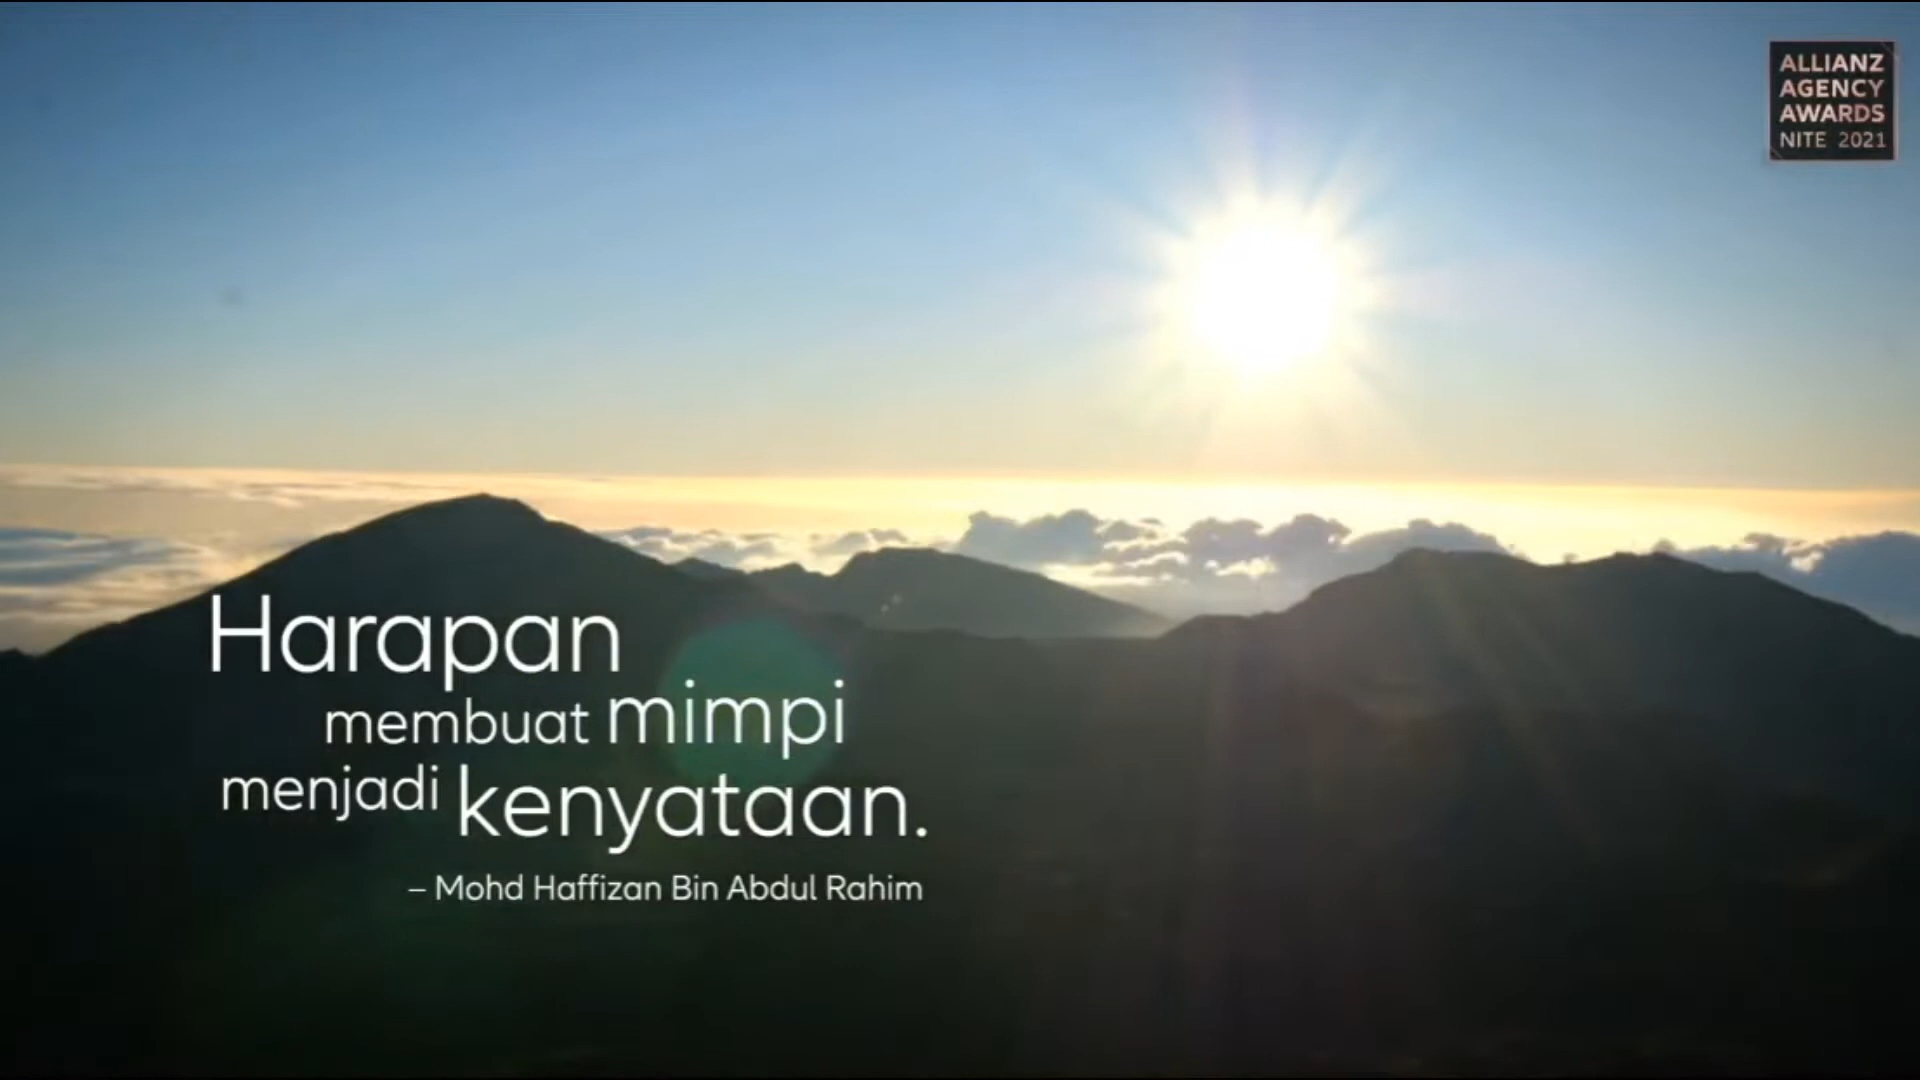 ALLIANZ
AGENCY
AWARDS
NITE 2021
Harapan
membuat mimpi
menjadi kenyataan.
– Mohd Haffizan Bin Abdul Rahim